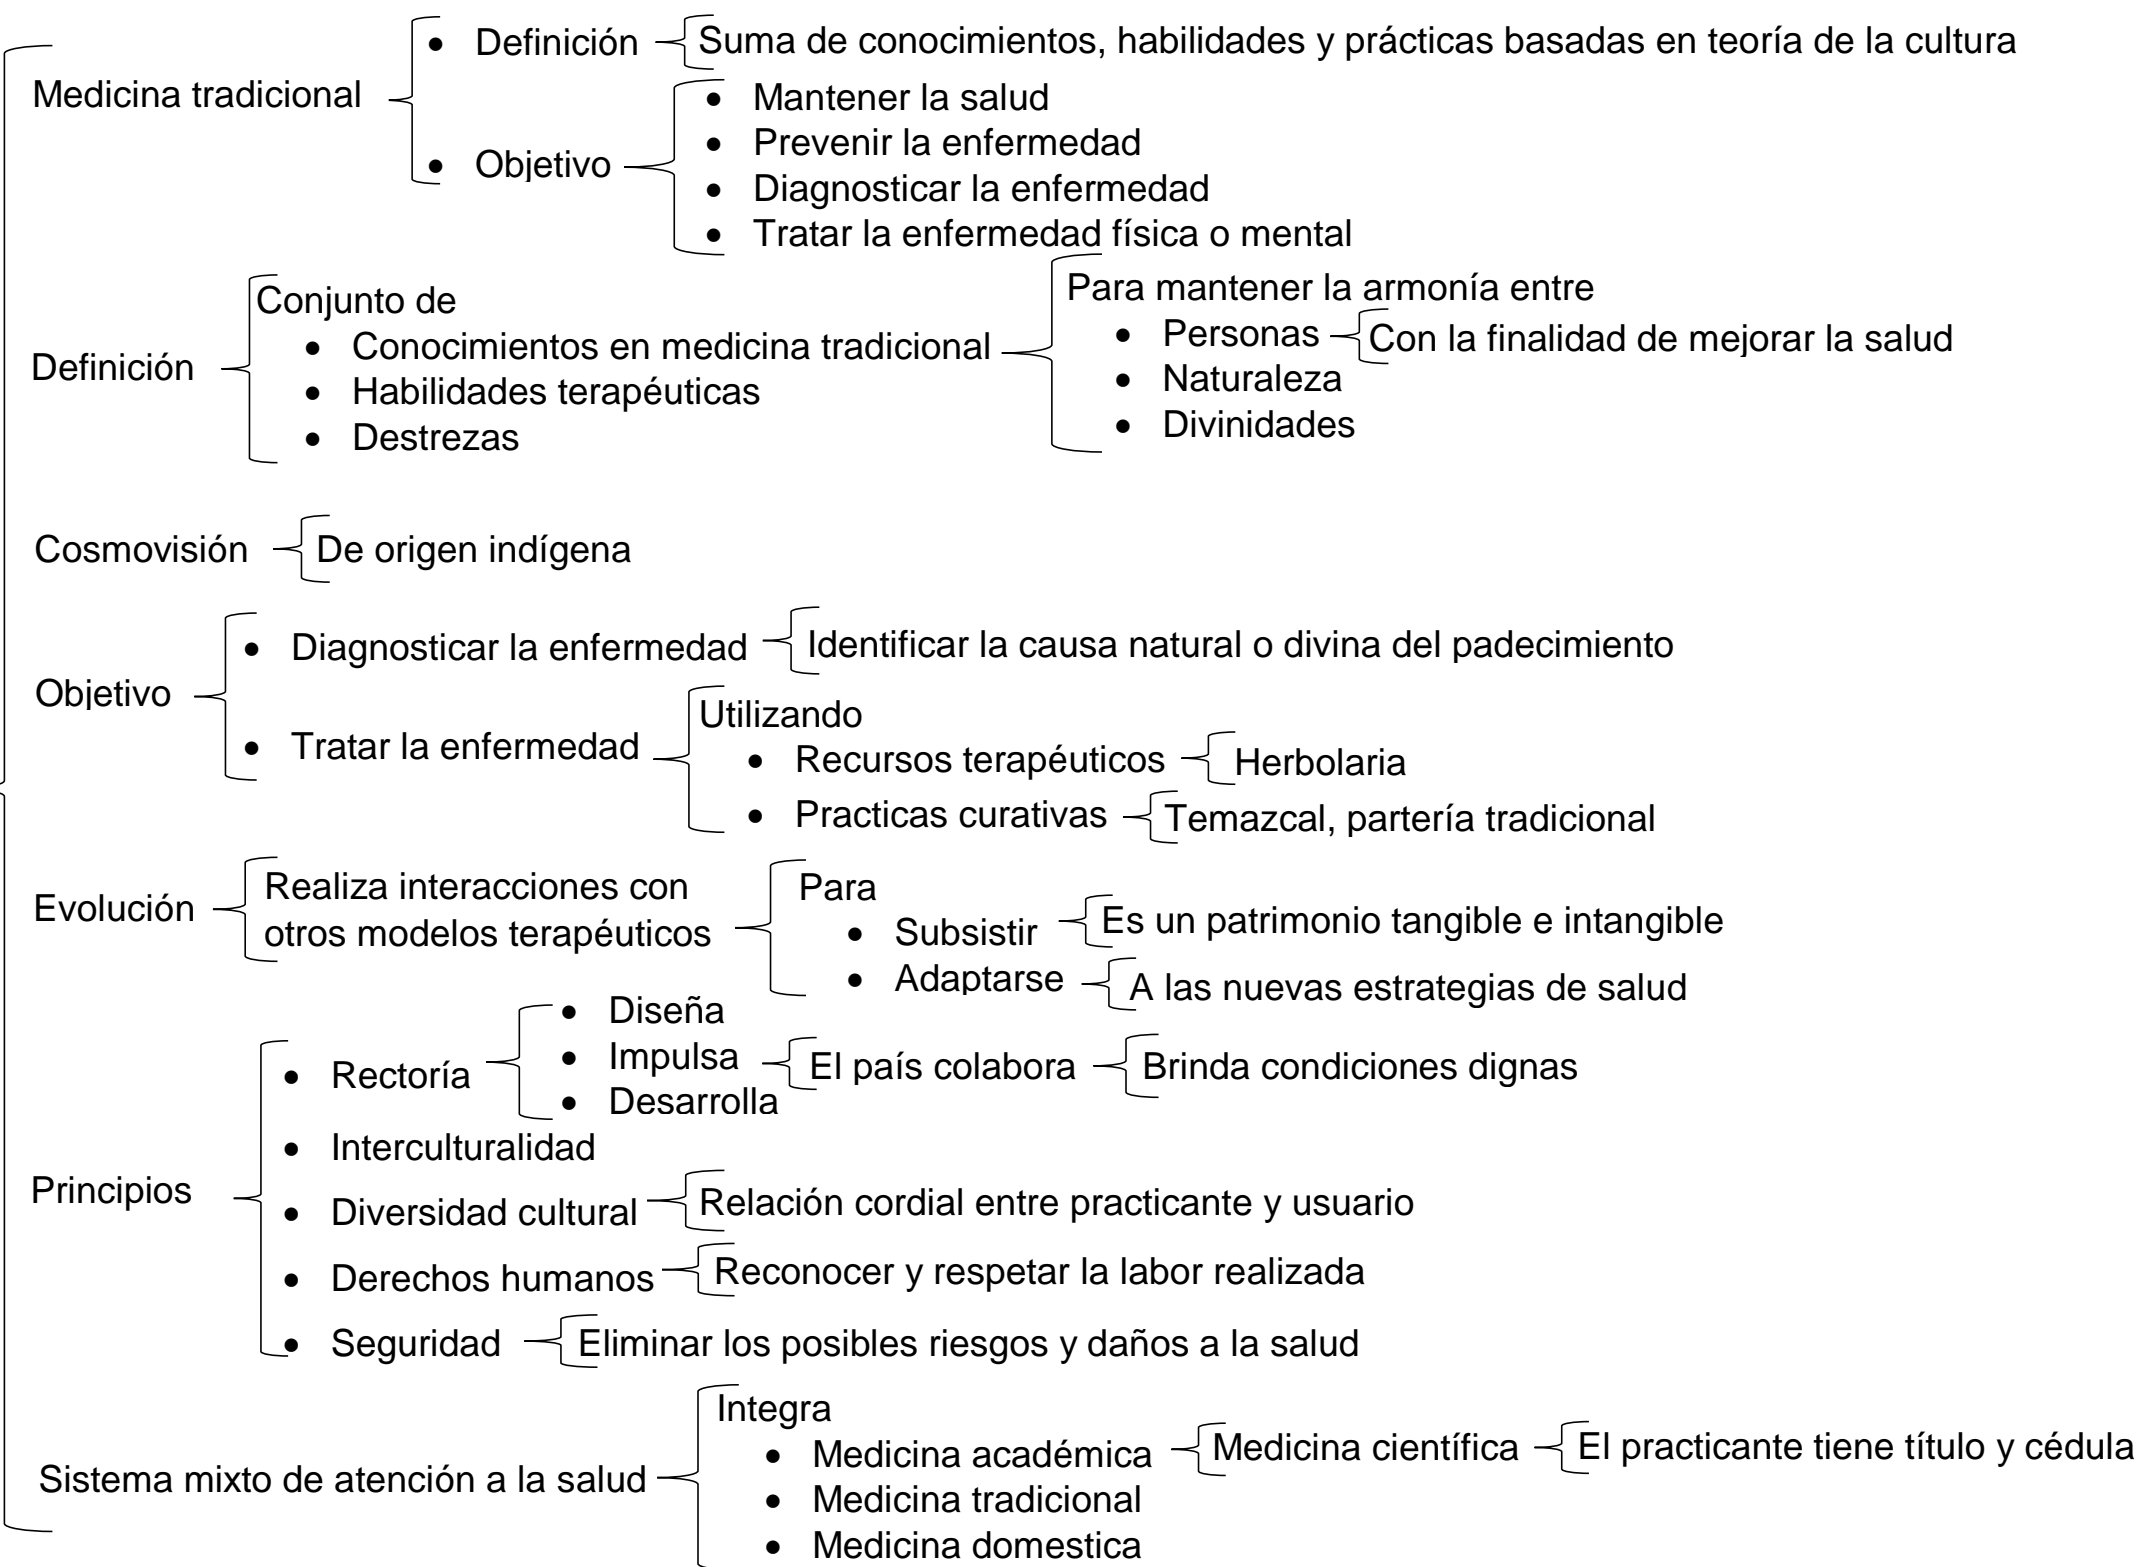 Medicina tradicional
• Definición
Suma de conocimientos, habilidades y prácticas basadas en teoría de la cultura
• Objetivo
• Mantener la salud
• Prevenir la enfermedad
• Diagnosticar la enfermedad
• Tratar la enfermedad física o mental
Definición
Conjunto de
• Conocimientos en medicina tradicional
• Habilidades terapéuticas
• Destrezas
Para mantener la armonía entre
• Personas
Con la finalidad de mejorar la salud
• Naturaleza
• Divinidades
Cosmovisión
De origen indígena
Objetivo
• Diagnosticar la enfermedad
Identificar la causa natural o divina del padecimiento
• Tratar la enfermedad
Utilizando
• Recursos terapéuticos
Herbolaria
• Practicas curativas
Temazcal, partería tradicional
Evolución
Realiza interacciones con
otros modelos terapéuticos
Para
• Subsistir
Es un patrimonio tangible e intangible
• Adaptarse
A las nuevas estrategias de salud
Principios
• Rectoría
• Diseña
• Impulsa
El país colabora
Brinda condiciones dignas
• Desarrolla
• Interculturalidad
• Diversidad cultural
Relación cordial entre practicante y usuario
• Derechos humanos
Reconocer y respetar la labor realizada
• Seguridad
Eliminar los posibles riesgos y daños a la salud
Sistema mixto de atención a la salud
Integra
• Medicina académica
Medicina científica
El practicante tiene título y cédula
• Medicina tradicional
• Medicina domestica